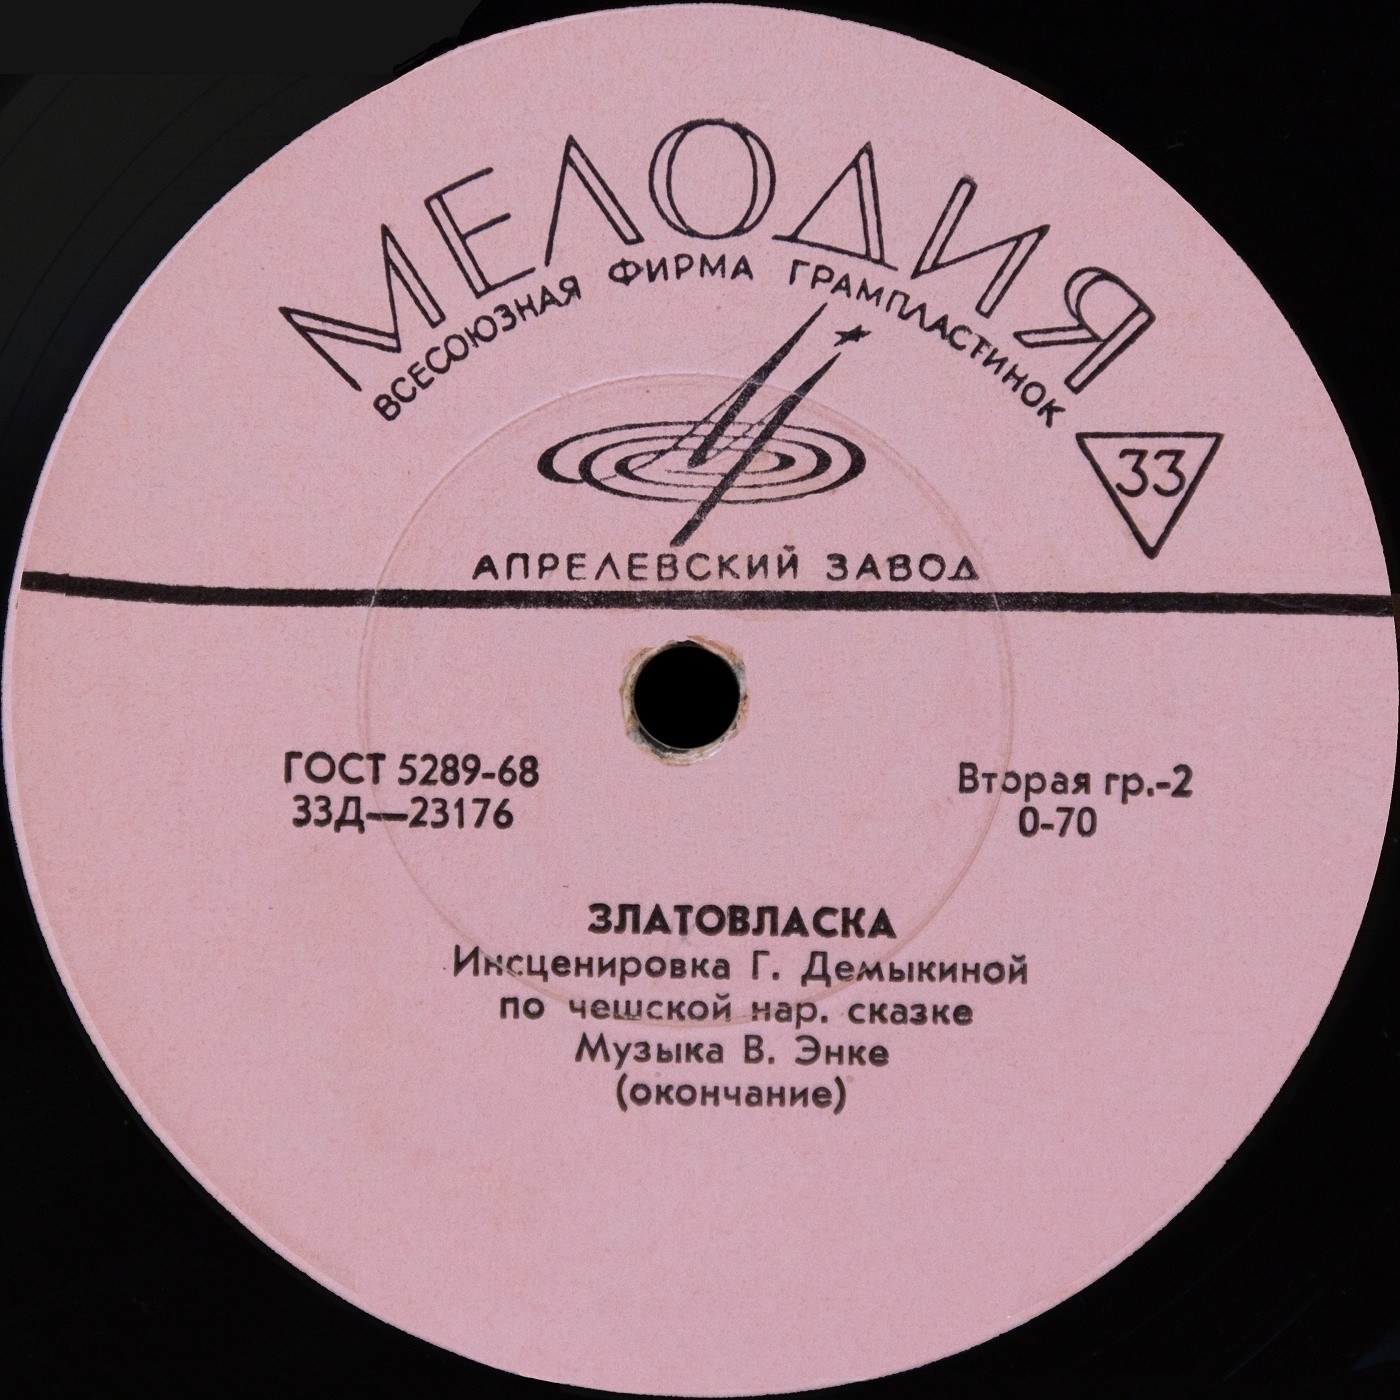 МЕЛОДИЯ
ВСЕСОЮЗНАЯ ФИРМА ГРАМПЛАСТИНОК
33
АПРЕЛЕВСКИЙ ЗАВОД
ГОСТ 5289-68
33Д—23176
Вторая гр.-2
0-70
ЗЛАТОВЛАСКА
Инсценировка Г. Демыкиной
по чешской нар. сказке
Музыка В. Энке
(окончание)